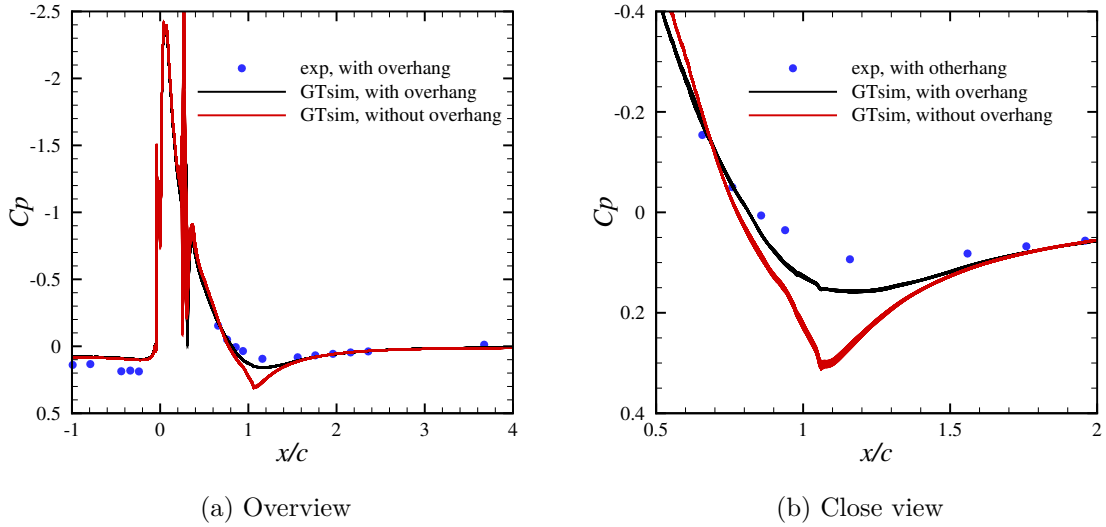 -2.5
-2
-1.5
-1
-0.5
0
0.5
Cp
exp, with overhang
GTsim, with overhang
GTsim, without overhang
-1 0 1 2 3 4
x/c
(a) Overview
-0.4
-0.2
0
0.2
0.4
Cp
exp, with otherhang
GTsim, with overhang
GTsim, without overhang
0.5 1 1.5 2
x/c
(b) Close view